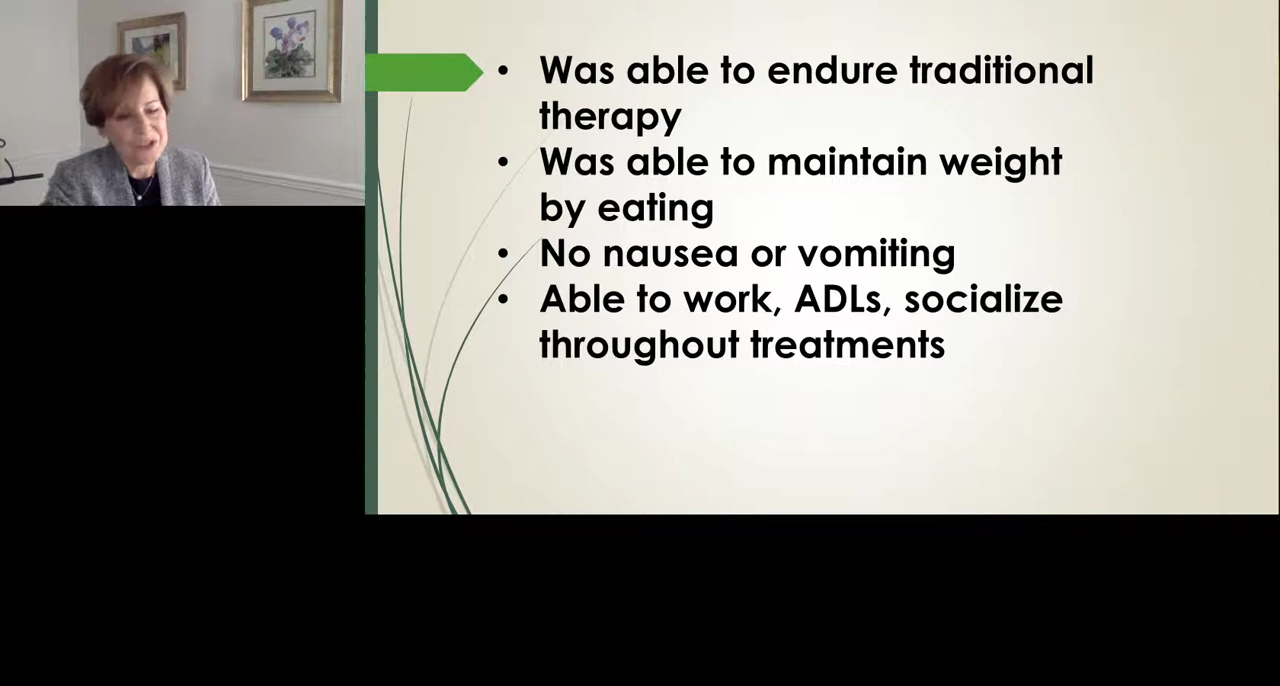 • Was able to endure traditional
therapy
• Was able to maintain weight
by eating
• No nausea or vomiting
• Able to work, ADLs, socialize
throughout treatments